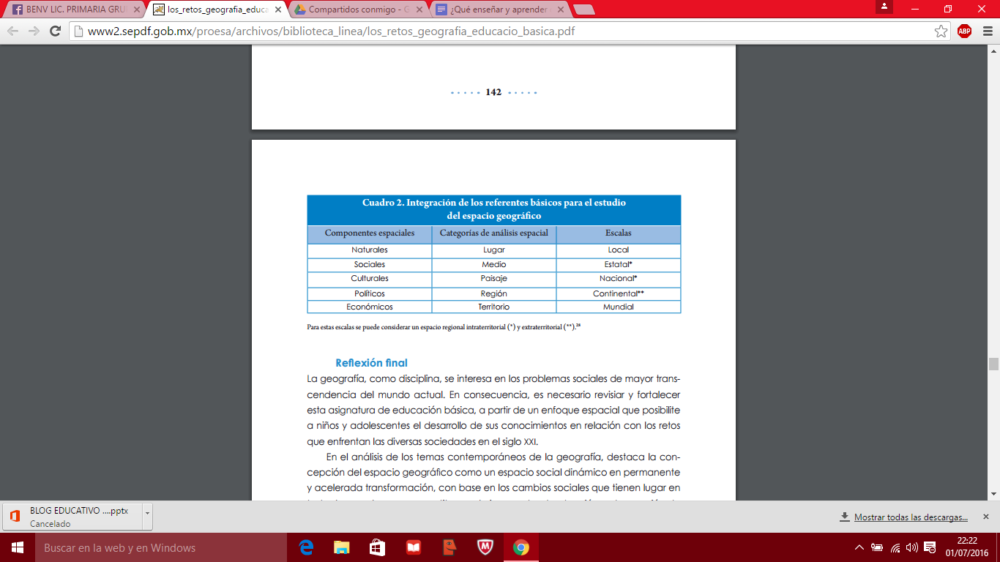 BENV LIC. PRIMARIA GRU
los_retos_geografia_educa
Compartidos conmigo - G
¿Qué enseñar y aprender
www2.sepdf.gob.mx/proesa/archivos/biblioteca_linea/los_retos_geografia_educacio_basica.pdf
ABP
142
Cuadro 2. Integración de los referentes básicos para el estudio
del espacio geográfico
Componentes espaciales Categorías de análisis espacial Escalas
Naturales Lugar Local
Sociales Medio Estatal*
Culturales Paisaje Nacional*
Políticos Región Continental**
Económicos Territorio Mundial
Para estas escalas se puede considerar un espacio regional intraterritorial (*) y extraterritorial (**).28
Reflexión final
La geografía, como disciplina, se interesa en los problemas sociales de mayor trans-
cendencia del mundo actual. En consecuencia, es necesario revisiar y fortalecer
esta asignatura de educación básica, a partir de un enfoque espacial que posibilite
a niños y adolescentes el desarrollo de sus conocimientos en relación con los retos
que enfrentan las diversas sociedades en el siglo XXI.
En el análisis de los temas contemporáneos de la geografía, destaca la con-
cepción del espacio geográfico como un espacio social dinámico en permanente
y acelerada transformación, con base en los cambios sociales que tienen lugar en
BLOG EDUCATIVO ....pptx
Cancelado
Mostrar todas las descargas...
Buscar en la web y en Windows
22:22
01/07/2016